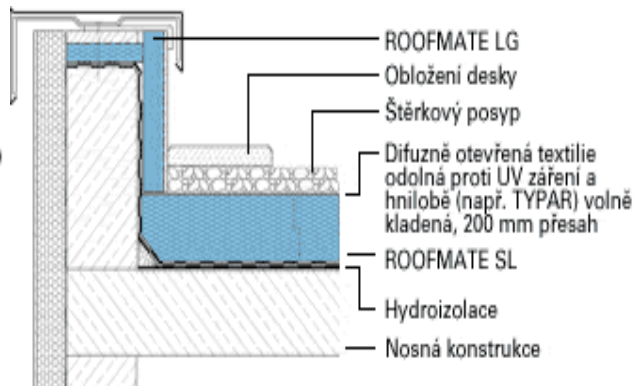 ROOFMATE LG
Obložení desky
Štěrkový posyp
Difuzně otevřená textilie
odolná proti UV záření a
hnilobě (např. TYPAR) volně
kladená, 200 mm přesah
ROOFMATE SL
Hydroizolace
Nosná konstrukce